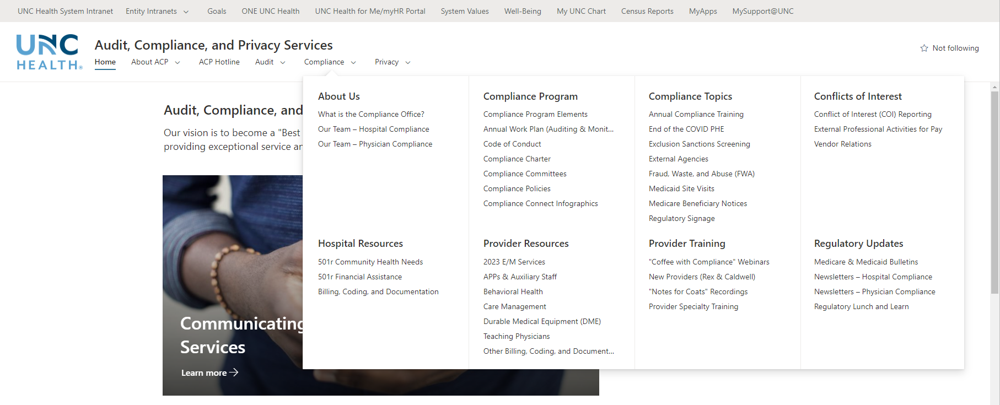 UNC Health System Intranet Entity Intranets Goals ONE UNC Health UNC Health for Me/myHR Portal System Values Well-Being My UNC Chart Census Reports MyApps MySupport@UNC
UNC
HEALTH®
Audit, Compliance, and Privacy Services
Not following
Home About ACP ACP Hotline Audit Compliance Privacy
Audit, Compliance, and
Our vision is to become a "Best
providing exceptional service an
Communicating
Services
Learn more
About Us
What is the Compliance Office?
Our Team – Hospital Compliance
Our Team – Physician Compliance
Compliance Program
Compliance Program Elements
Annual Work Plan (Auditing & Monit...
Code of Conduct
Compliance Charter
Compliance Committees
Compliance Policies
Compliance Connect Infographics
Compliance Topics
Annual Compliance Training
End of the COVID PHE
Exclusion Sanctions Screening
External Agencies
Fraud, Waste, and Abuse (FWA)
Medicaid Site Visits
Medicare Beneficiary Notices
Regulatory Signage
Conflicts of Interest
Conflict of Interest (COI) Reporting
External Professional Activities for Pay
Vendor Relations
Hospital Resources
501r Community Health Needs
501r Financial Assistance
Billing, Coding, and Documentation
Provider Resources
2023 E/M Services
APPs & Auxiliary Staff
Behavioral Health
Care Management
Durable Medical Equipment (DME)
Teaching Physicians
Other Billing, Coding, and Document...
Provider Training
"Coffee with Compliance" Webinars
New Providers (Rex & Caldwell)
"Notes for Coats" Recordings
Provider Specialty Training
Regulatory Updates
Medicare & Medicaid Bulletins
Newsletters – Hospital Compliance
Newsletters – Physician Compliance
Regulatory Lunch and Learn